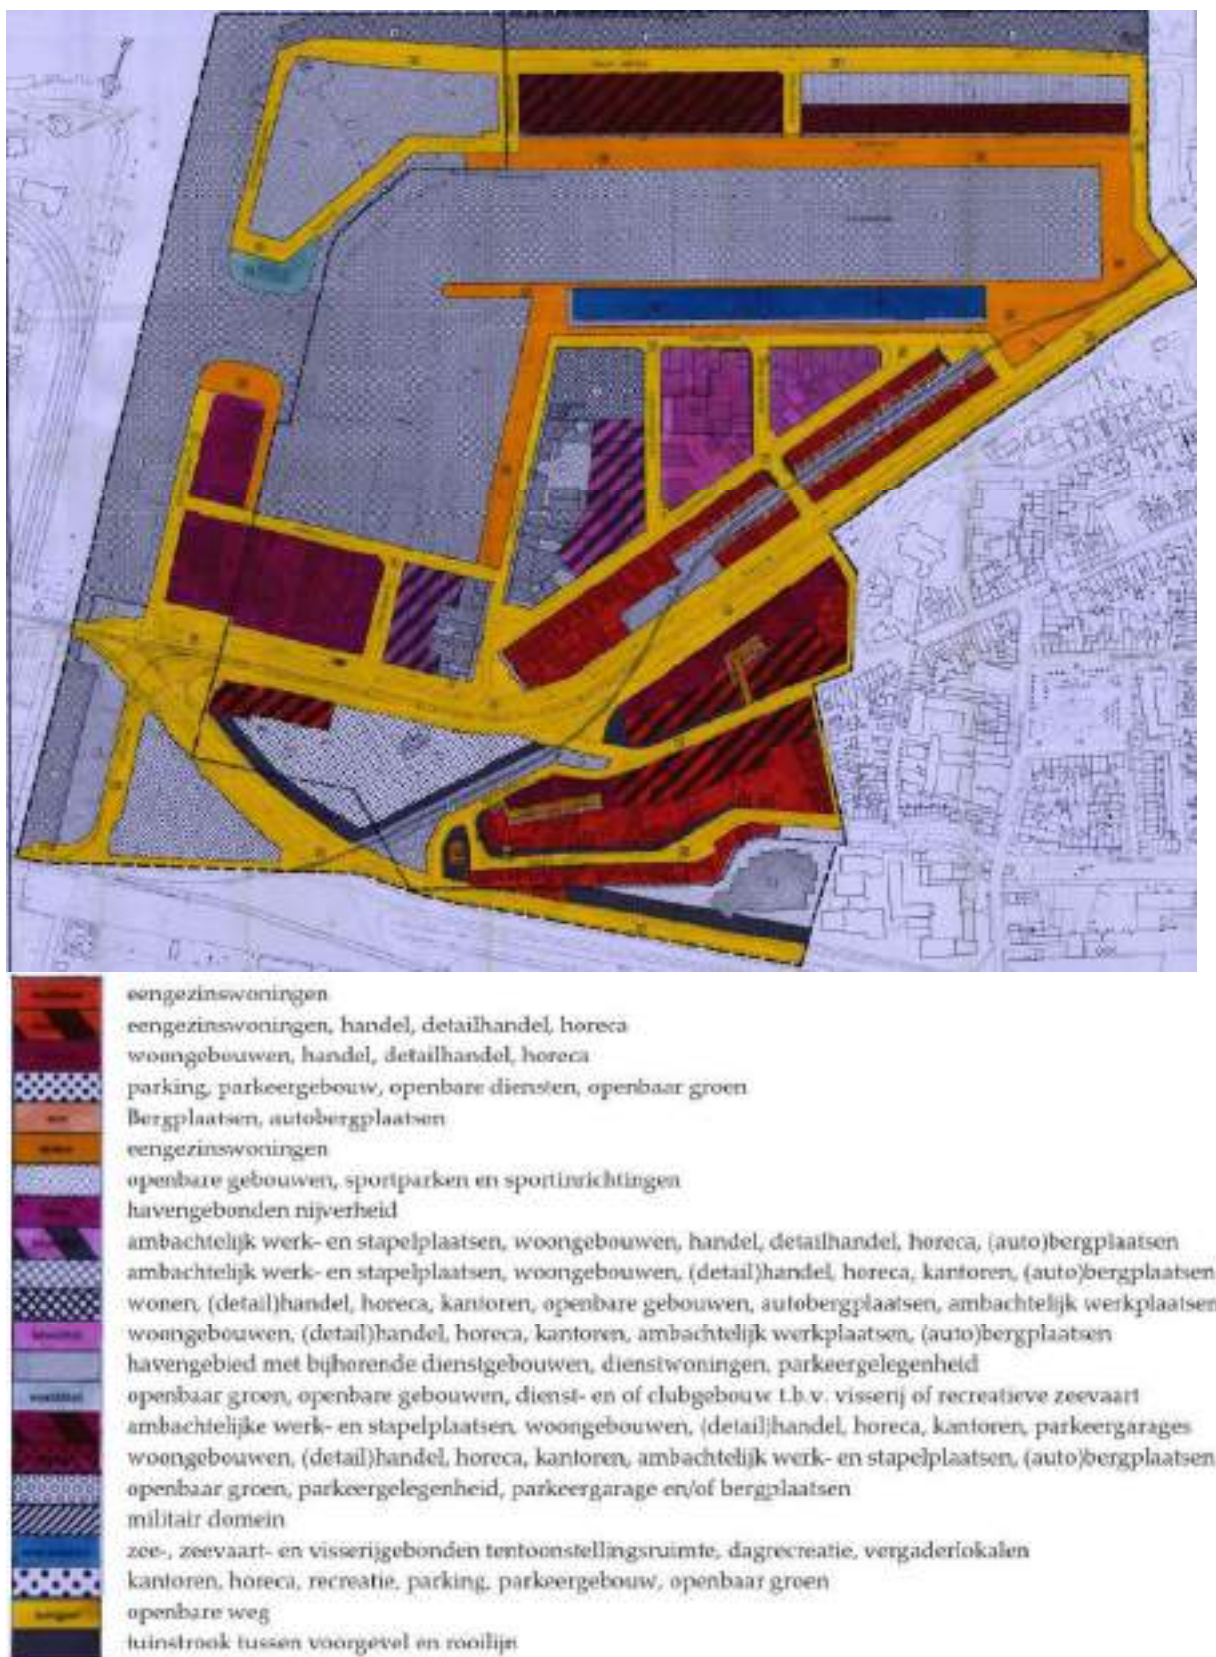 eengezinswoningen
eengezinswoningen, handel, detailhandel, horeca
woongebouwen, handel, detailhandel, horeca
parking, parkeergebouw, openbare diensten, openbaar groen
Bergplaatsen, autobergplaatsen
eengezinswoningen
openbare gebouwen, sportparken en sportinrichtingen
havengebonden nijverheid
ambachtelijk werk- en stapelplaatsen, woongebouwen, handel, detailhandel, horeca, (auto)bergplaatsen
ambachtelijk werk- en stapelplaatsen, woongebouwen, (detail)handel, horeca, kantoren, (auto)bergplaatsen
wonen, (detail)handel, horeca, kantoren, openbare gebouwen, autobergplaatsen, ambachtelijk werkplaatsen
woongebouwen, (detail)handel, horeca, kantoren, ambachtelijk werkplaatsen, (auto)bergplaatsen
havengebied met bijhorende dienstgebouwen, dienstwoningen, parkeergelegenheid
openbaar groen, openbare gebouwen, dienst- en of clubgebouw t.b.v. visserij of recreatieve zeevaart
ambachtelijke werk- en stapelplaatsen, woongebouwen, (detail)handel, horeca, kantoren, parkeergarages
woongebouwen, (detail)handel, horeca, kantoren, ambachtelijk werk- en stapelplaatsen, (auto)bergplaatsen
openbaar groen, parkeergelegenheid, parkeergarage en/of bergplaatsen
militair domein
zee-, zeevaart- en visserijgebonden tentoonstellingsruimte, dagrecreatie, vergaderlokalen
kantoren, horeca, recreatie, parking, parkeergebouw, openbaar groen
openbare weg
tuinstrook tussen voorgevel en rooilijn